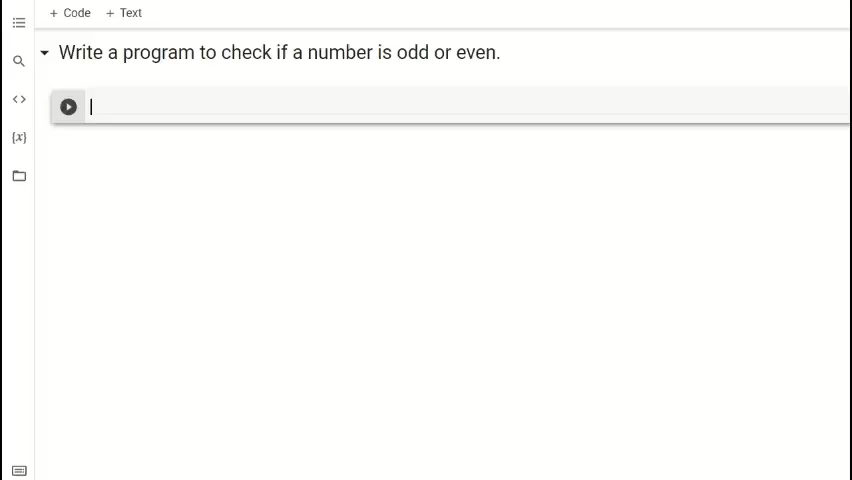 + Code + Text
Write a program to check if a number is odd or even.
{x}